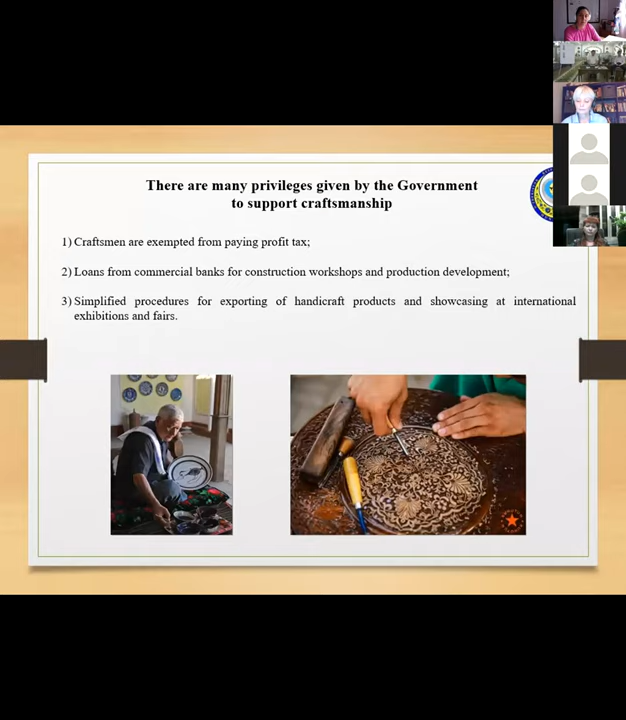 There are many privileges given by the Government
to support craftsmanship
1) Craftsmen are exempted from paying profit tax;
2) Loans from commercial banks for construction workshops and production development;
3) Simplified procedures for exporting of handicraft products and showcasing at international
exhibitions and fairs.